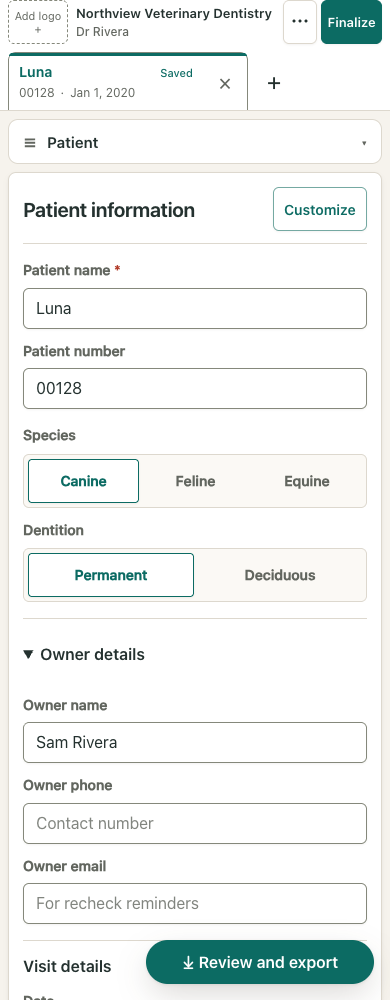 Add logo
+
Northview Veterinary Dentistry
Dr Rivera
...
Finalize
Luna
Saved
00128 · Jan 1, 2020
×
+
Patient
Patient information
Customize
Patient name *
Luna
Patient number
00128
Species
Canine
Feline
Equine
Dentition
Permanent
Deciduous
Owner details
Owner name
Sam Rivera
Owner phone
Contact number
Owner email
For recheck reminders
Visit details
Review and export